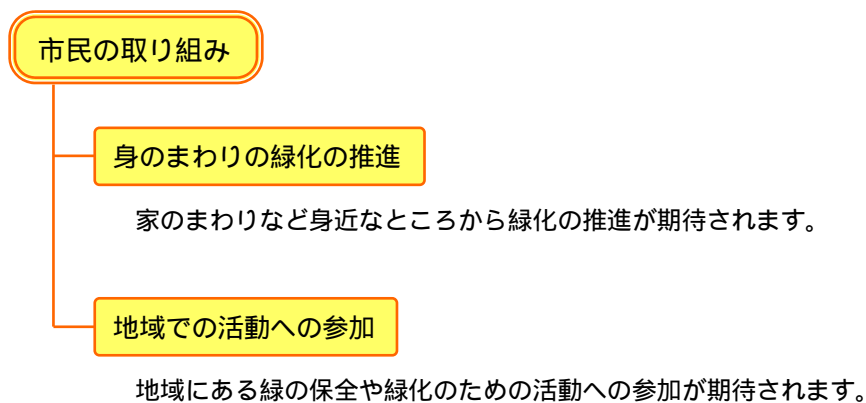 市民の取り組み
身のまわりの緑化の推進
家のまわりなど身近なところから緑化の推進が期待されます。
地域での活動への参加
地域にある緑の保全や緑化のための活動への参加が期待されます。